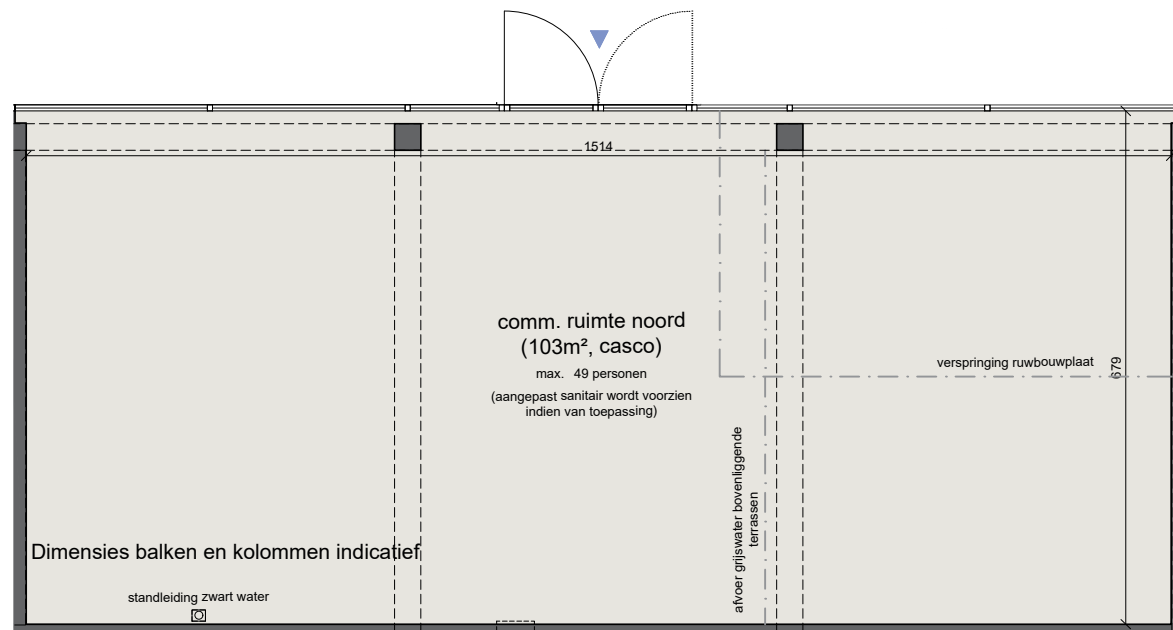 1514
comm. ruimte noord
(103m², casco)
max. 49 personen
(aangepast sanitair wordt voorzien
indien van toepassing)
verspringing ruwbouwplaat
679
afvoer grijswater bovenliggende
terrassen
Dimensies balken en kolommen indicatief
standleiding zwart water